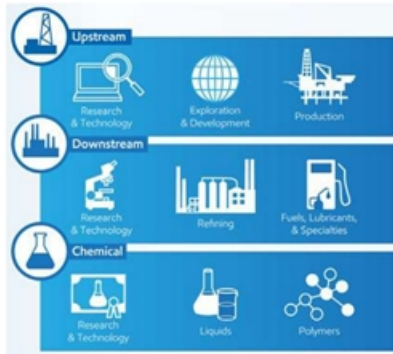 Upstream
Research
& Technology
Exploration
& Development
Production
Downstream
Research
& Technology
Refining
Fuels, Lubricants,
& Specialties
Chemical
Research
& Technology
Liquids
Polymers